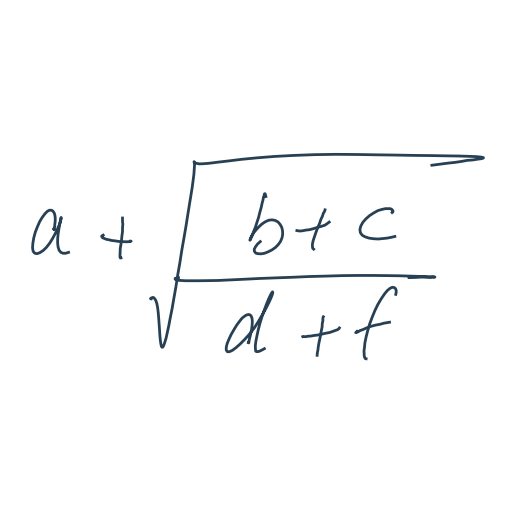 a + √((b + c)/(d + f))